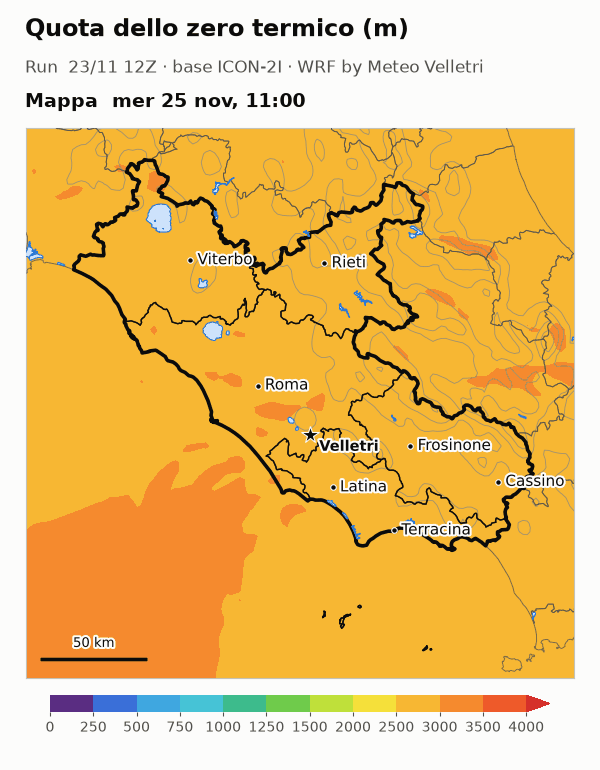 Quota dello zero termico (m)
Run  23/11 12Z · base ICON-2I · WRF by Meteo Velletri
Mappa  mer 25 nov, 11:00
Viterbo
Rieti
Roma
Velletri
Frosinone
Latina
Cassino
Terracina
50 km
0 250 500 750 1000 1250 1500 2000 2500 3000 3500 4000